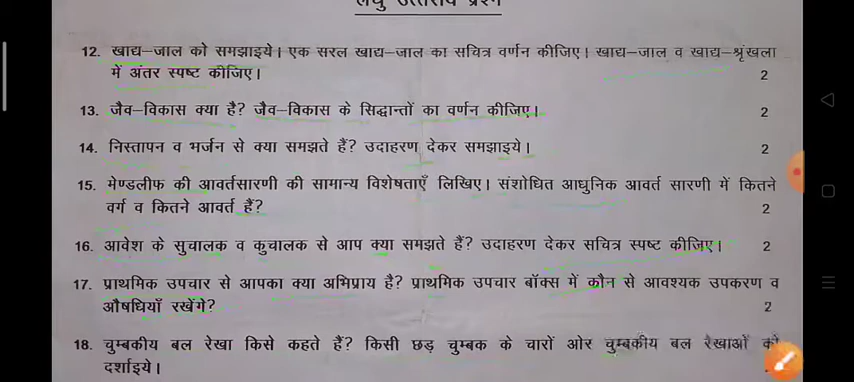 लघु उत्तरीय प्रश्न
12. खाद्य–जाल को समझाइये। एक सरल खाद्य–जाल का सचित्र वर्णन कीजिए। खाद्य–जाल व खाद्य–श्रृंखला
में अंतर स्पष्ट कीजिए। 2
13. जैव–विकास क्या है? जैव–विकास के सिद्धान्तों का वर्णन कीजिए। 2
14. निस्तापन व भर्जन से क्या समझते हैं? उदाहरण देकर समझाइये। 2
15. मेण्डलीफ की आवर्तसारणी की सामान्य विशेषताएँ लिखिए। संशोधित आधुनिक आवर्त सारणी में कितने
वर्ग व कितने आवर्त हैं? 2
16. आवेश के सुचालक व कुचालक से आप क्या समझते हैं? उदाहरण देकर सचित्र स्पष्ट कीजिए। 2
17. प्राथमिक उपचार से आपका क्या अभिप्राय है? प्राथमिक उपचार बॉक्स में कौन से आवश्यक उपकरण व
औषधियाँ रखेंगे? 2
18. चुम्बकीय बल रेखा किसे कहते हैं? किसी छड़ चुम्बक के चारों ओर चुम्बकीय बल रेखाओं को
दर्शाइये।